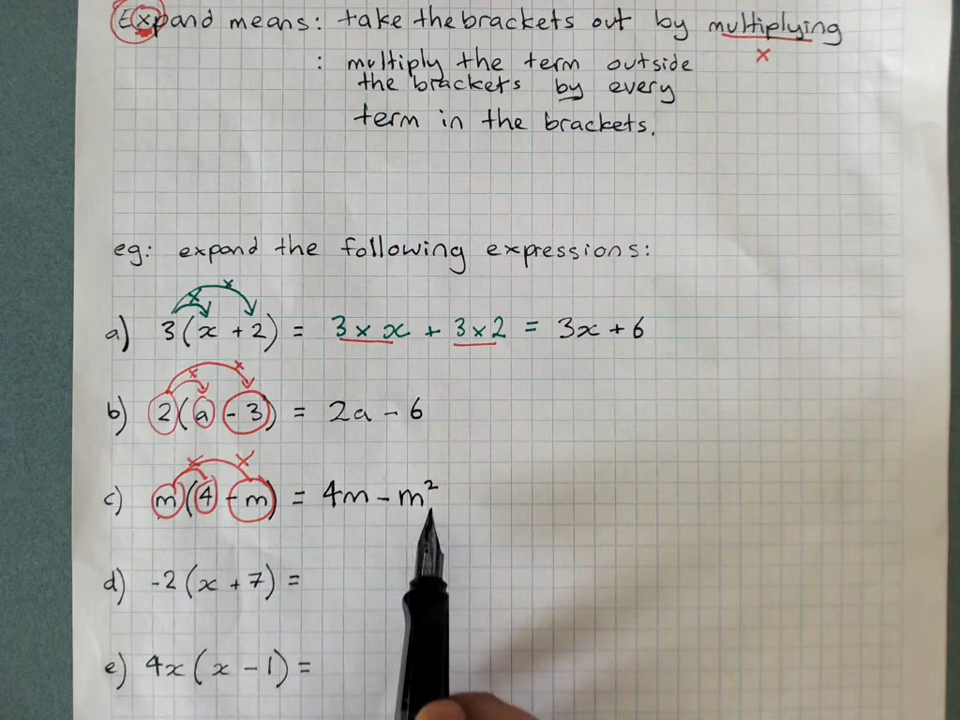 Expand means: take the brackets out by multiplying
×
: multiply the term outside
the brackets by every
term in the brackets.
eg: expand the following expressions:
× ×
a) 3(x + 2) = 3 × x + 3 × 2 = 3x + 6
× ×
b) 2(a - 3) = 2a - 6
× ×
c) m(4 - m) = 4m - m²
d) -2(x + 7) =
e) 4x(x - 1) =